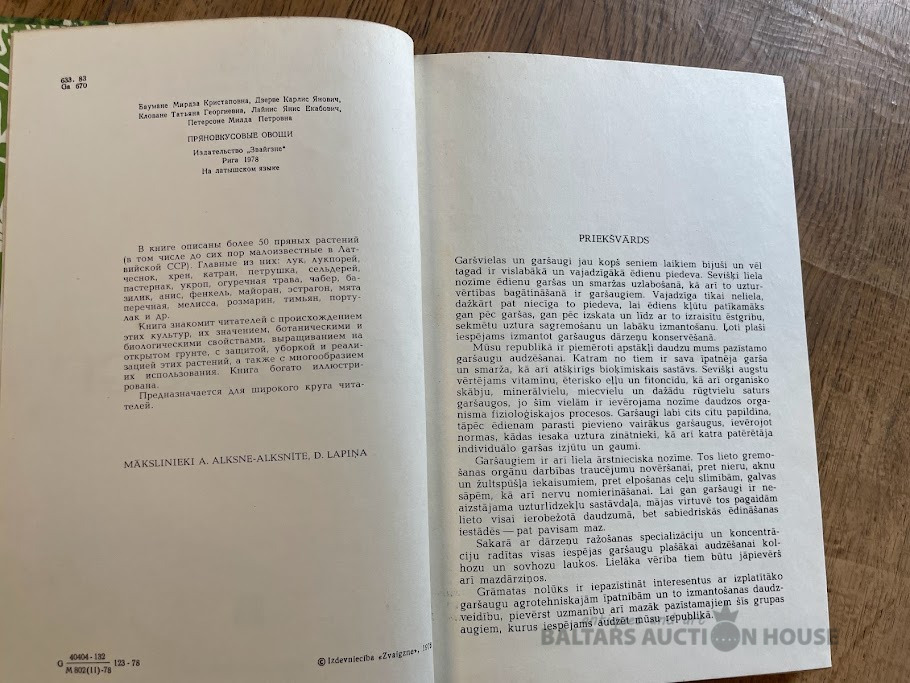 633. 83
Ga 670
Баумане Мирдза Кристаповна, Дзерве Карлис Янович,
Кловане Татьяна Георгиевна, Лайнис Янис Екабович,
Петерсоне Милда Петровна
ПРЯНОВКУСОВЫЕ ОВОЩИ
Издательство „Звайгзне"
Рига 1978
На латышском языке
В книге описаны более 50 пряных растений
(в том числе до сих пор малоизвестные в Лат-
вийской ССР). Главные из них: лук, лукпорей,
чеснок, хрен, катран, петрушка, сельдерей,
пастернак, укроп, огуречная трава, чабер, ба-
зилик, анис, фенкель, майоран, эстрагон, мята
перечная, мелисса, розмарин, тимьян, порту-
лак и др.
Книга знакомит читателей с происхождением
этих культур, их значением, ботаническими и
биологическими свойствами, выращиванием на
открытом грунте, с защитой, уборкой и реали-
зацией этих растений, а также с многообразием
их использования. Книга богато иллюстри-
рована.
Предназначается для широкого круга чита-
телей.
MĀKSLINIEKI A. ALKSNE-ALKSNĪTE, D. LAPIŅA
G 40404-132
M 802(11)-78 123-78
© Izdevniecība «Zvaigzne», 1978
PRIEKŠVĀRDS
Garšvielas un garšaugi jau kopš seniem laikiem bijuši un vēl
tagad ir vislabākā un vajadzīgākā ēdienu piedeva. Sevišķi liela
nozīme ēdienu garšas un smaržas uzlabošanā, kā arī to uztur-
vērtības bagātināšanā ir garšaugiem. Vajadzīga tikai neliela,
dažkārt pat niecīga to piedeva, lai ēdiens kļūtu patīkamāks
gan pēc garšas, gan pēc izskata un līdz ar to izraisītu ēstgribu,
sekmētu uztura sagremošanu un labāku izmantošanu. Ļoti plaši
iespējams izmantot garšaugus dārzeņu konservēšanā.
Mūsu republikā ir piemēroti apstākļi daudzu mums pazīstamo
garšaugu audzēšanai. Katram no tiem ir sava īpatnēja garša
un smarža, kā arī atšķirīgs bioķīmiskais sastāvs. Sevišķi augstu
vērtējams vitamīnu, ēterisko eļļu un fitoncīdu, kā arī organisko
skābju, minerālvielu, miecvielu un dažādu rūgtvielu saturs
garšaugos, jo šīm vielām ir ievērojama nozīme daudzos orga-
nisma fizioloģiskajos procesos. Garšaugi labi cits citu papildina,
tāpēc ēdienam parasti pievieno vairākus garšaugus, ievērojot
normas, kādas iesaka uztura zinātnieki, kā arī katra patērētāja
individuālo garšas izjūtu un gaumi.
Garšaugiem ir arī liela ārstnieciska nozīme. Tos lieto gremo-
šanas orgānu darbības traucējumu novēršanai, pret nieru, aknu
un žultspūšļa iekaisumiem, pret elpošanas ceļu slimībām, galvas
sāpēm, kā arī nervu nomierināšanai. Lai gan garšaugi ir ne-
aizstājama uzturlīdzekļu sastāvdaļa, mājas virtuvē tos pagaidām
lieto visai ierobežotā daudzumā, bet sabiedriskās ēdināšanas
iestādēs — pat pavisam maz.
Sakarā ar dārzeņu ražošanas specializāciju un koncentrā-
ciju radītas visas iespējas garšaugu plašākai audzēšanai kol-
hozu un sovhozu laukos. Lielāka vērība tiem būtu jāpievērš
arī mazdārziņos.
Grāmatas nolūks ir iepazīstināt interesentus ar izplatītāko
garšaugu agrotehniskajām īpatnībām un to izmantošanas daudz-
veidību, pievērst uzmanību arī mazāk pazīstamajiem šīs grupas
augiem, kurus iespējams audzēt mūsu republikā.
BALTARS AUCTION HOUSE